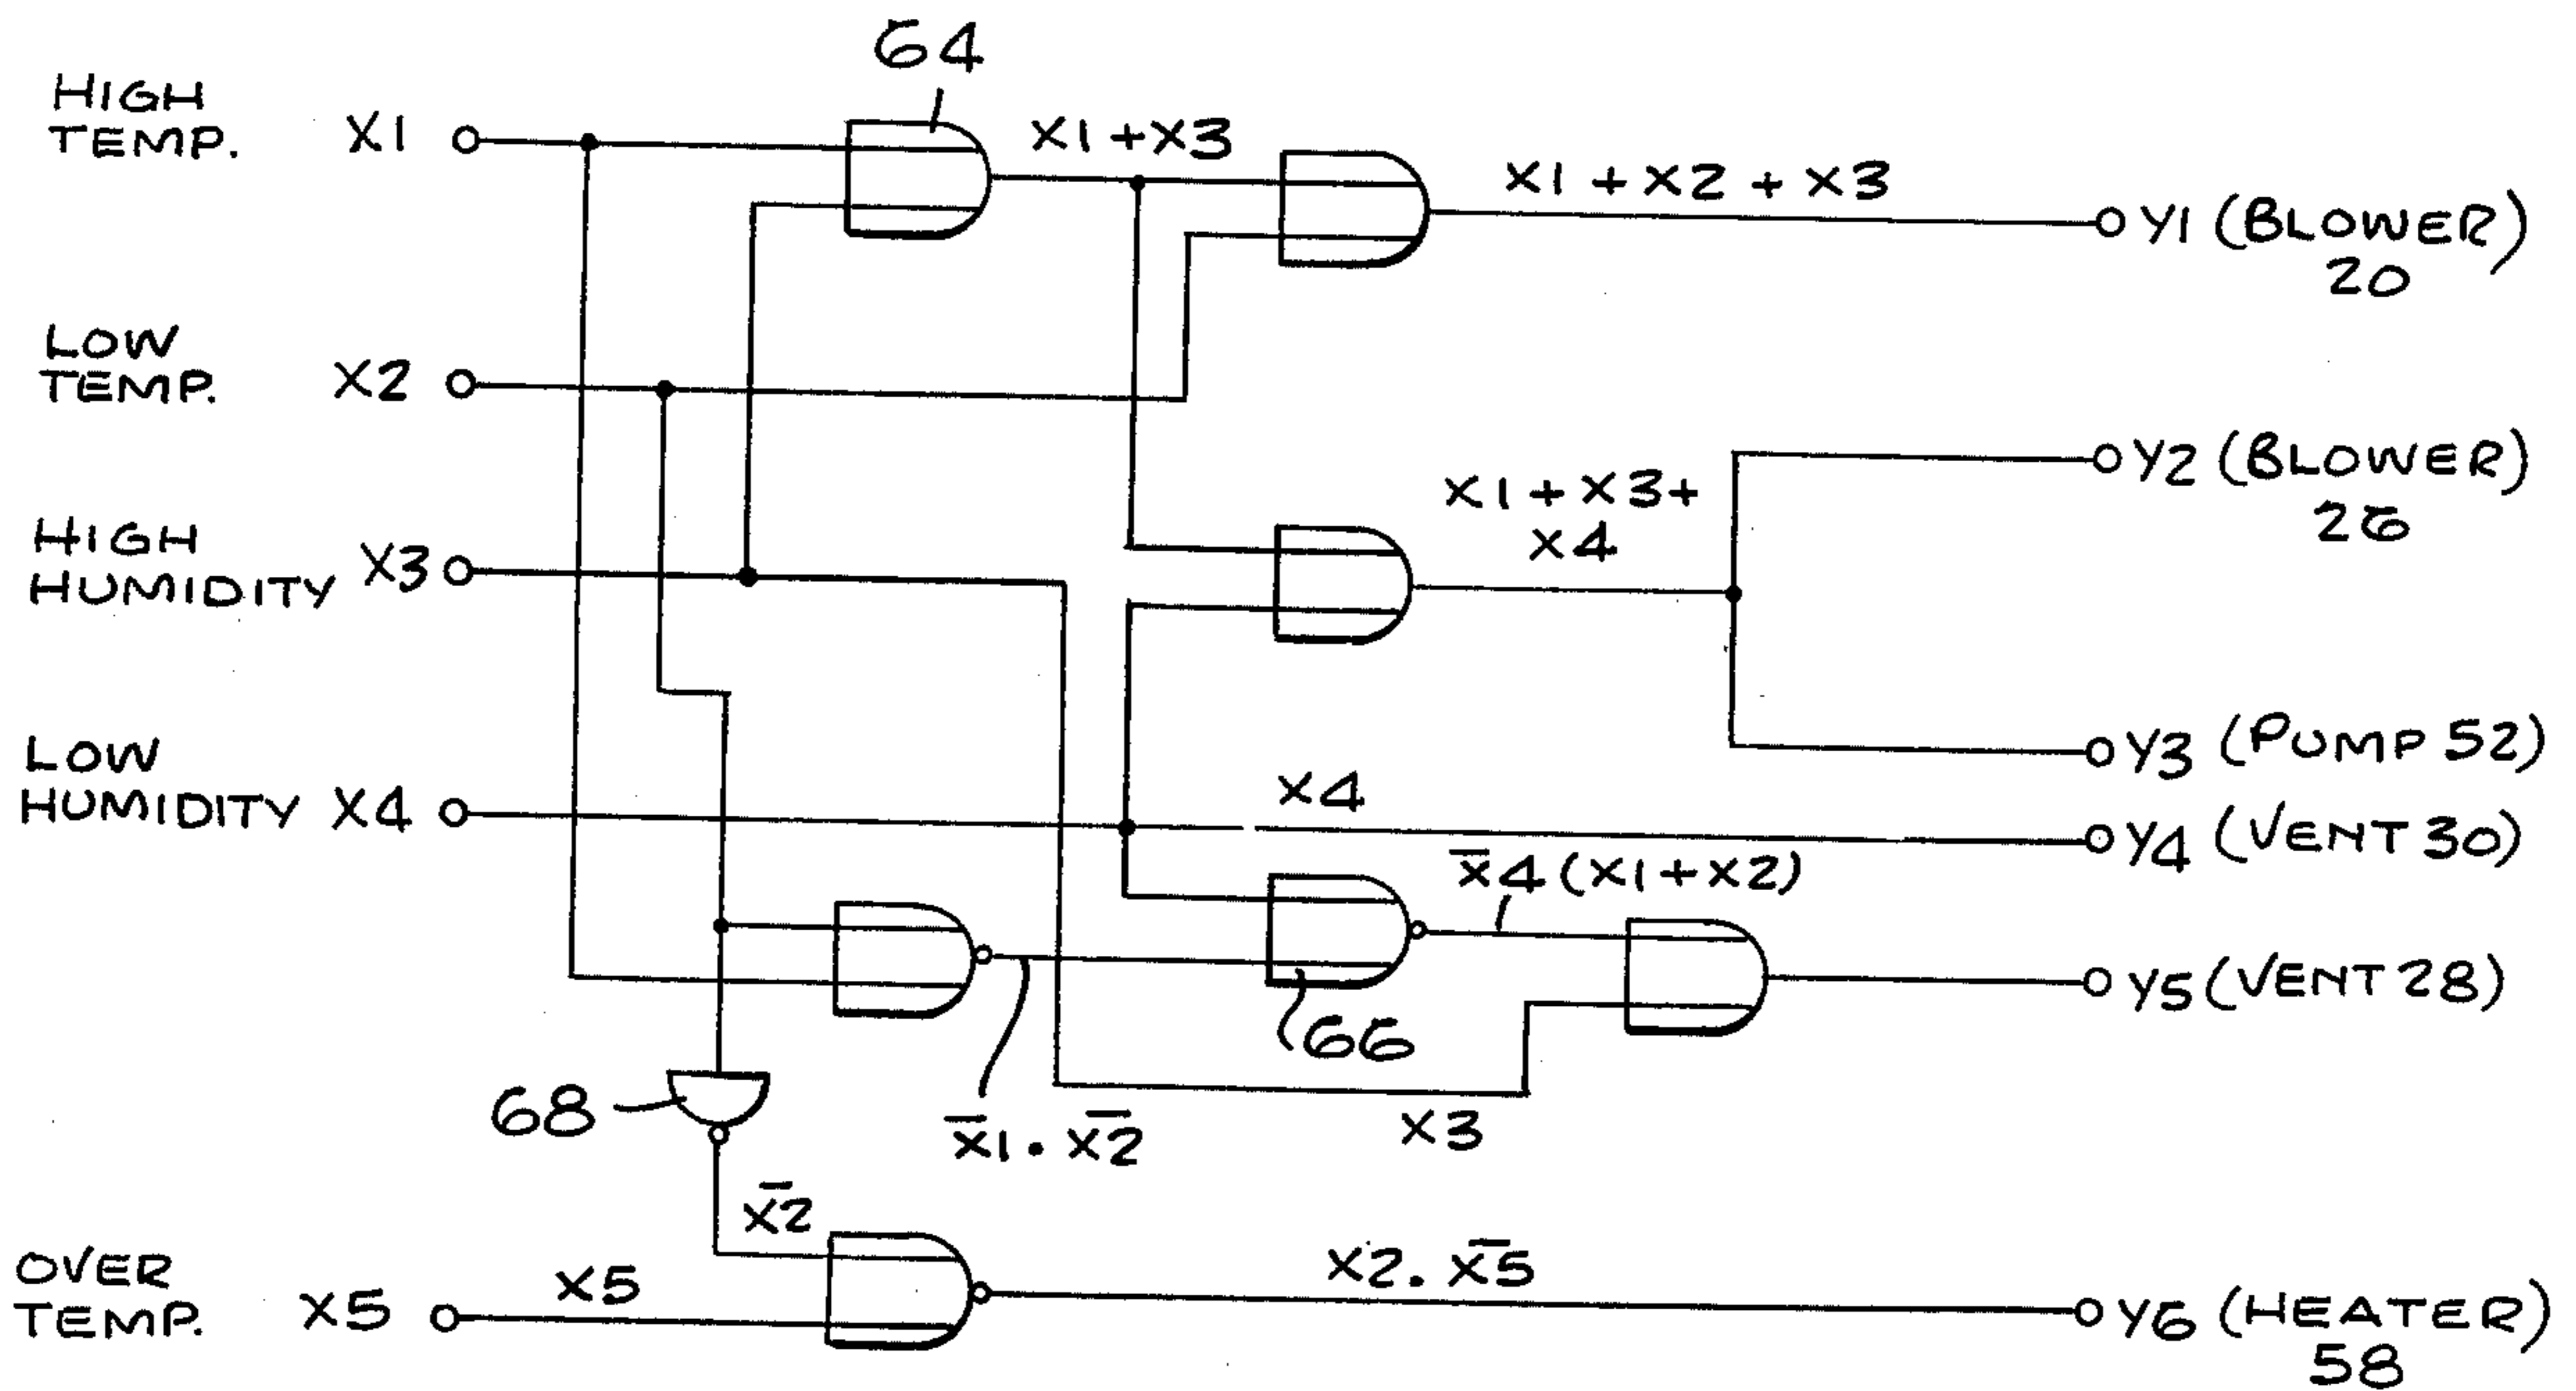 64
HIGH
TEMP. X1
X1 + X3
X1 + X2 + X3
Y1 (BLOWER)
20
LOW
TEMP. X2
Y2 (BLOWER)
26
X1 + X3 +
X4
HIGH
HUMIDITY X3
Y3 (PUMP 52)
LOW
HUMIDITY X4
X4
Y4 (VENT 30)
X̅4 (X1 + X2)
Y5 (VENT 28)
66
68
X̅1 · X̅2̅
X3
X̅2̅
OVER
TEMP. X5
X5
X2 . X̅5̅
Y6 (HEATER)
58